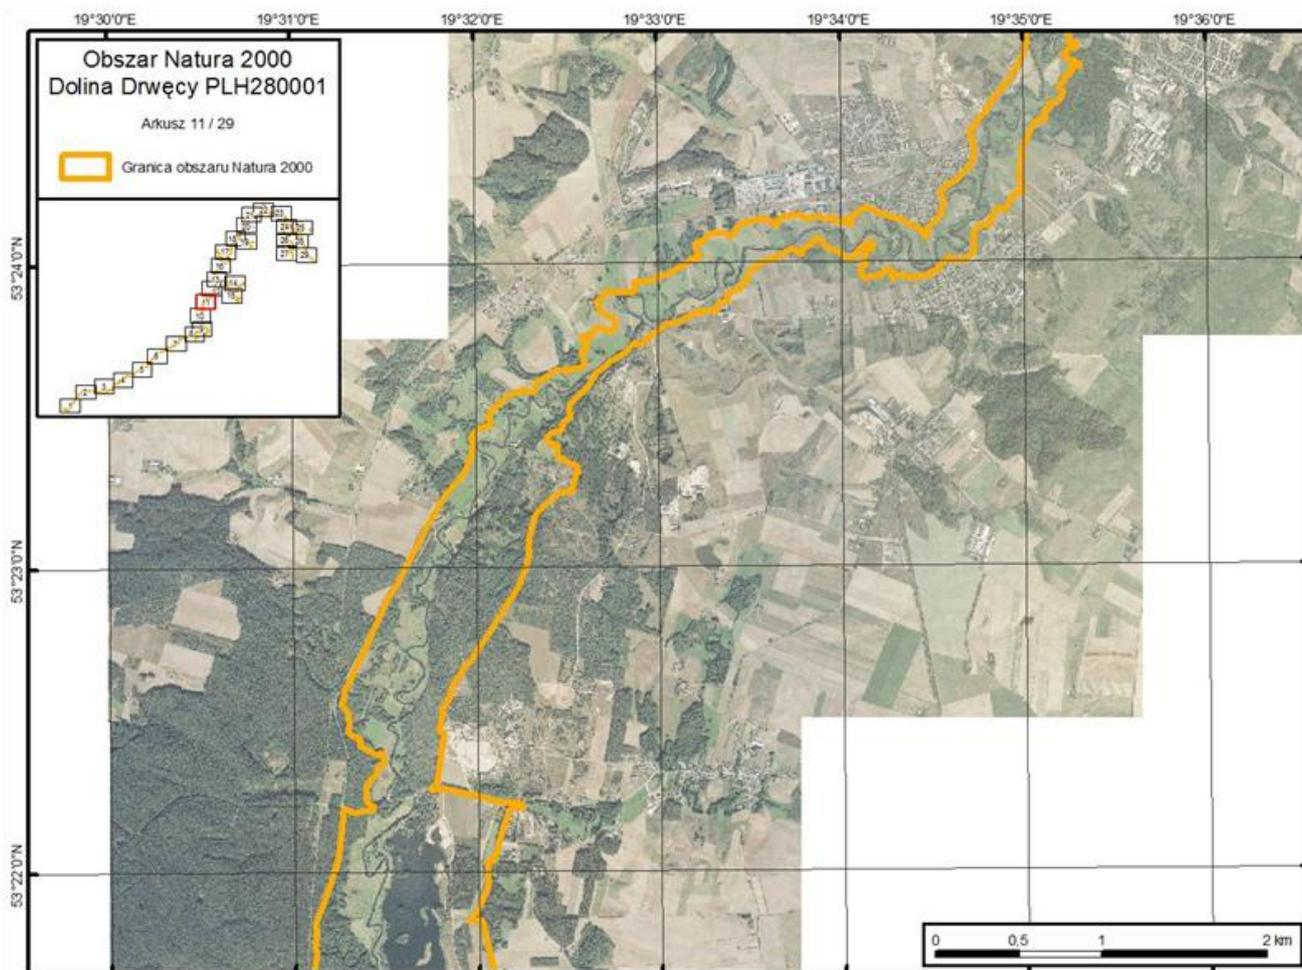 19°30'0"E 19°31'0"E 19°32'0"E 19°33'0"E 19°34'0"E 19°35'0"E 19°36'0"E
Obszar Natura 2000
Dolina Drwęcy PLH280001
Arkusz 11 / 29
Granica obszaru Natura 2000
53°24'0"N
53°23'0"N
53°22'0"N
0 0,5 1 2 km